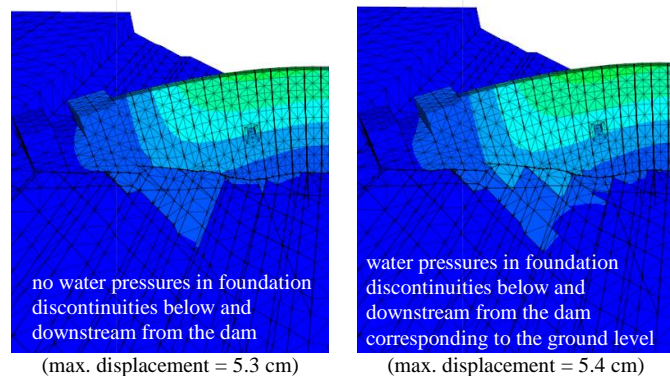 no water pressures in foundation
discontinuities below and
downstream from the dam
(max. displacement = 5.3 cm)
water pressures in foundation
discontinuities below and
downstream from the dam
corresponding to the ground level
(max. displacement = 5.4 cm)